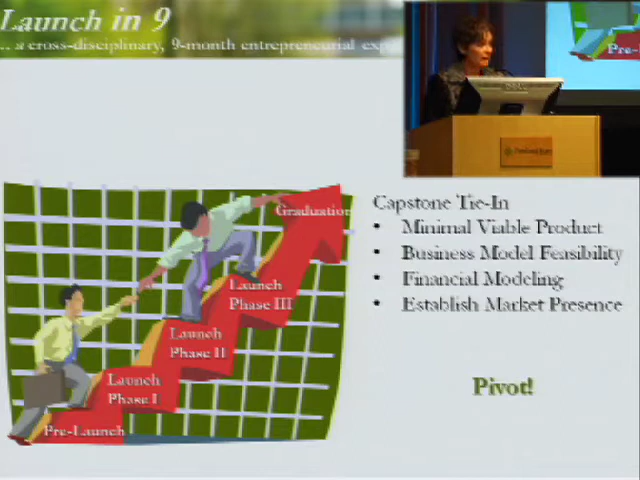 Launch in 9
.. a cross-disciplinary, 9-month entrepreneurial exp
Pre-
Graduation
Launch
Phase III
Launch
Phase II
Launch
Phase I
Pre-Launch
Capstone Tie-In
• Minimal Viable Product
• Business Model Feasibility
• Financial Modeling
• Establish Market Presence
Pivot!